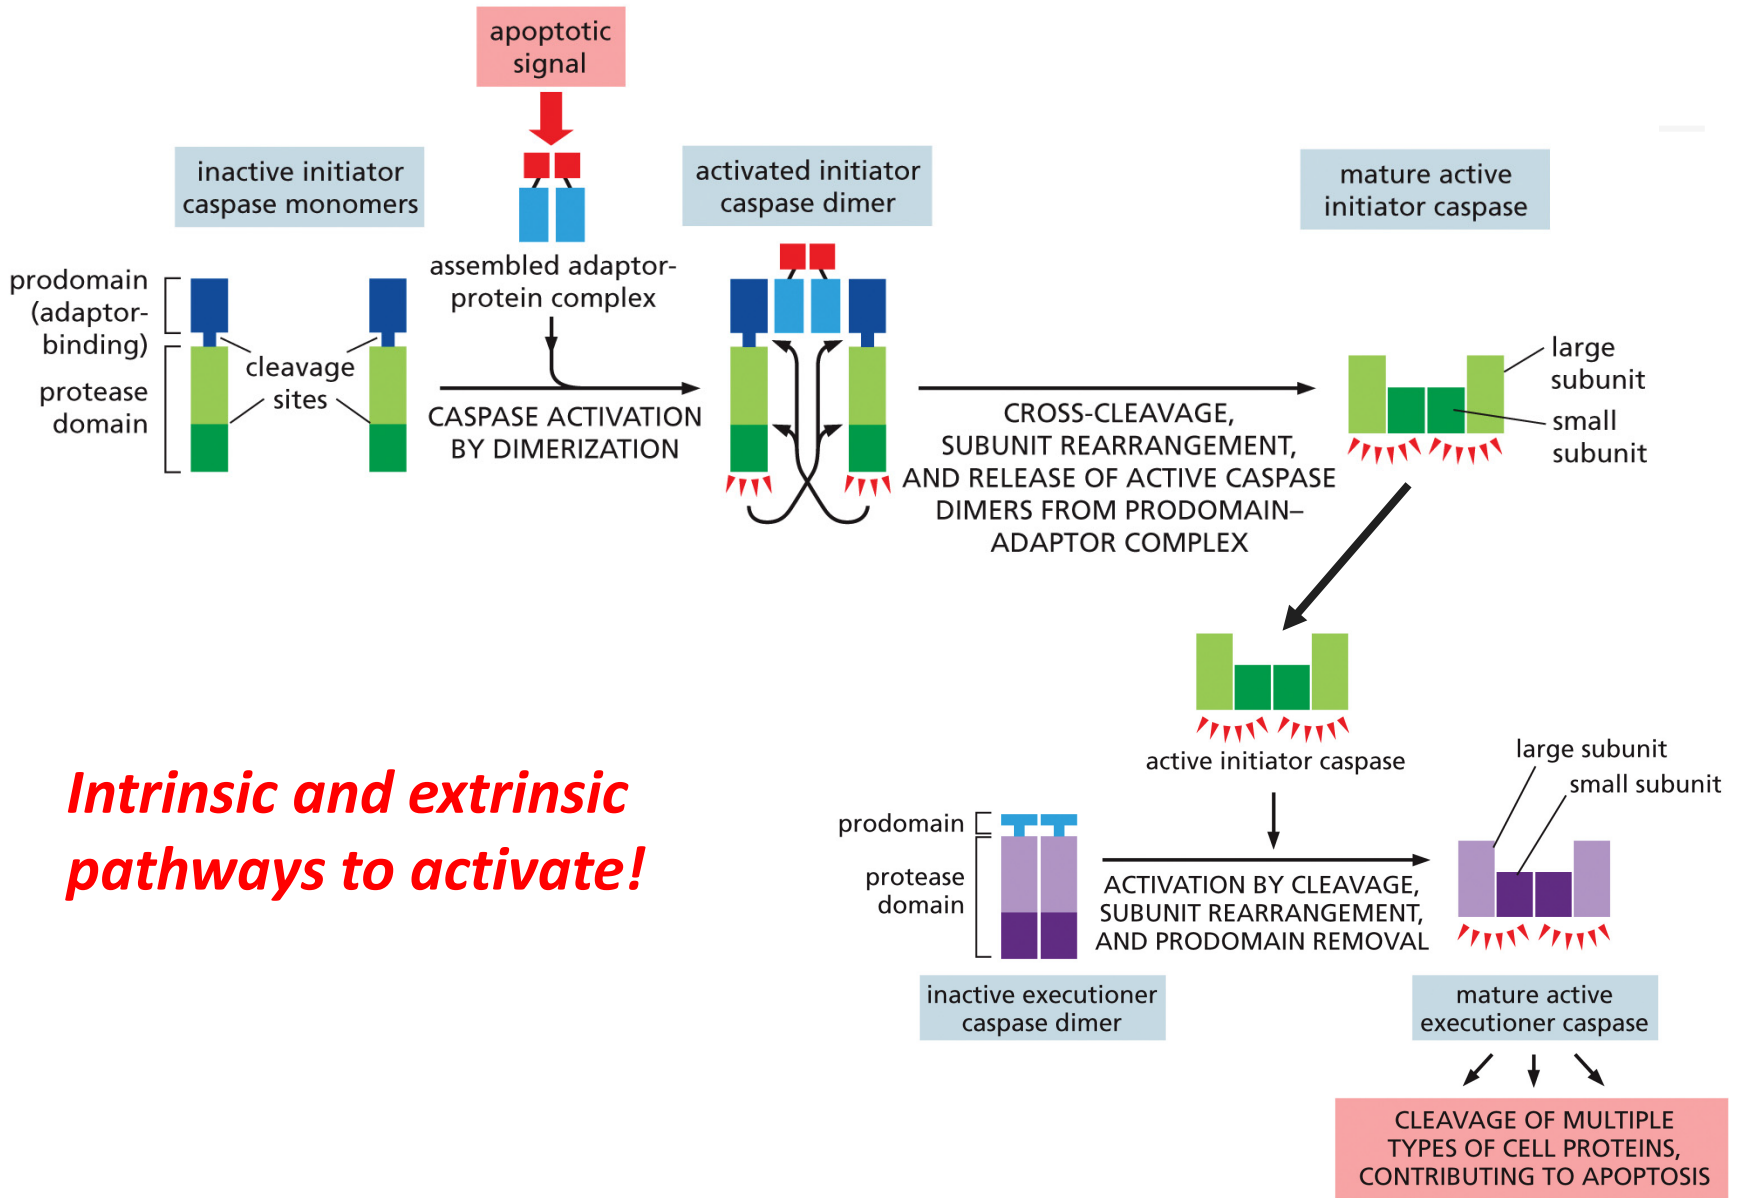 apoptotic
signal
inactive initiator
caspase monomers
activated initiator
caspase dimer
mature active
initiator caspase
assembled adaptor-
protein complex
prodomain
(adaptor-
binding)
protease
domain
cleavage
sites
CASPASE ACTIVATION
BY DIMERIZATION
CROSS-CLEAVAGE,
SUBUNIT REARRANGEMENT,
AND RELEASE OF ACTIVE CASPASE
DIMERS FROM PRODOMAIN–
ADAPTOR COMPLEX
large
subunit
small
subunit
active initiator caspase
Intrinsic and extrinsic
pathways to activate!
prodomain
protease
domain
ACTIVATION BY CLEAVAGE,
SUBUNIT REARRANGEMENT,
AND PRODOMAIN REMOVAL
large subunit
small subunit
inactive executioner
caspase dimer
mature active
executioner caspase
CLEAVAGE OF MULTIPLE
TYPES OF CELL PROTEINS,
CONTRIBUTING TO APOPTOSIS